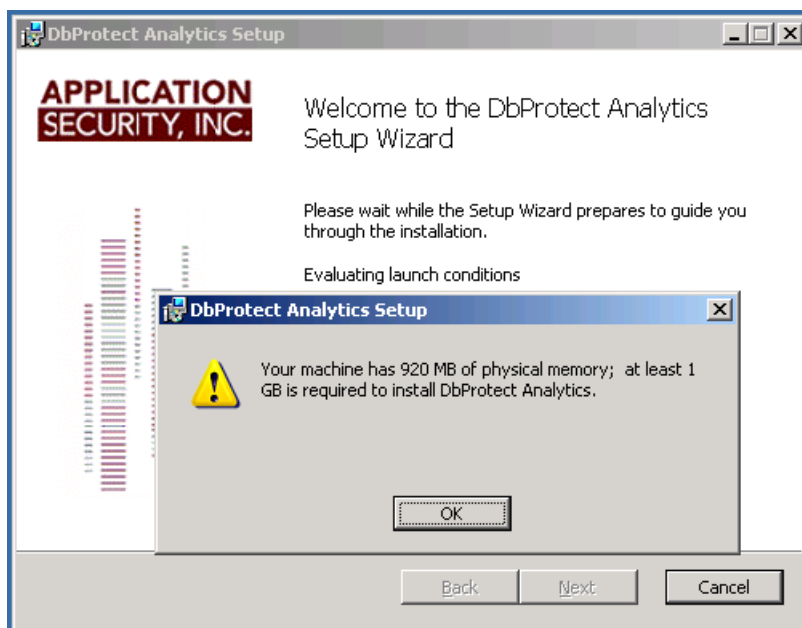 DbProtect Analytics Setup
APPLICATION
SECURITY, INC.
Welcome to the DbProtect Analytics
Setup Wizard
Please wait while the Setup Wizard prepares to guide you
through the installation.
Evaluating launch conditions
DbProtect Analytics Setup
Your machine has 920 MB of physical memory;  at least 1
GB is required to install DbProtect Analytics.
OK
Back
Next
Cancel